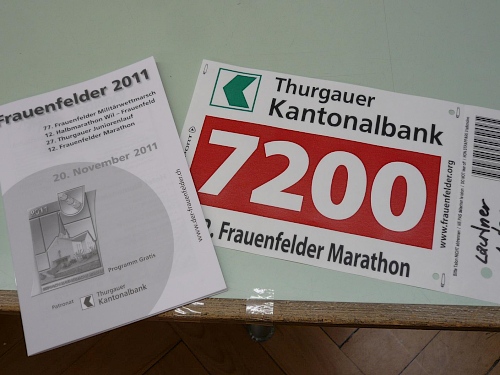 Frauenfelder 2011
77. Frauenfelder Militärwettmarsch
12. Halbmarathon Wil – Frauenfeld
27. Thurgauer Juniorenlauf
12. Frauenfelder Marathon
20. November 2011
www.der-frauenfelder.ch
Programm Gratis
Patronat
Thurgauer
Kantonalbank
Thurgauer
Kantonalbank
7200
www.frauenfelder.org
. Frauenfelder Marathon